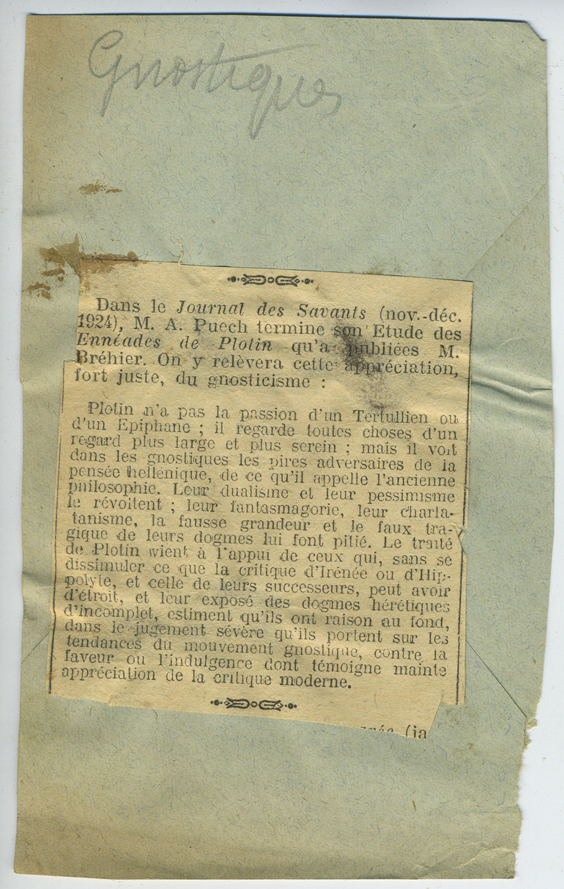 Gnostiques
Dans le Journal des Savants (nov.-déc.
1924), M. A. Puech termine son Etude des
Ennéades de Plotin qu'a publiées M.
Bréhier. On y relèvera cette appréciation,
fort juste, du gnosticisme :
Plotin n'a pas la passion d'un Tertullien ou
d'un Epiphane ; il regarde toutes choses d'un
regard plus large et plus serein ; mais il voit
dans les gnostiques les pires adversaires de la
pensée hellénique, de ce qu'il appelle l'ancienne
philosophie. Leur dualisme et leur pessimisme
le révoltent ; leur fantasmagorie, leur charla-
tanisme, la fausse grandeur et le faux tra-
gique de leurs dogmes lui font pitié. Le traité
de Plotin vient à l'appui de ceux qui, sans se
dissimuler ce que la critique d'Irénée ou d'Hip-
polyte, et celle de leurs successeurs, peut avoir
d'étroit, et leur exposé des dogmes hérétiques
d'incomplet, estiment qu'ils ont raison au fond,
dans le jugement sévère qu'ils portent sur les
tendances du mouvement gnostique, contre la
faveur ou l'indulgence dont témoigne mainte
appréciation de la critique moderne.
(ja